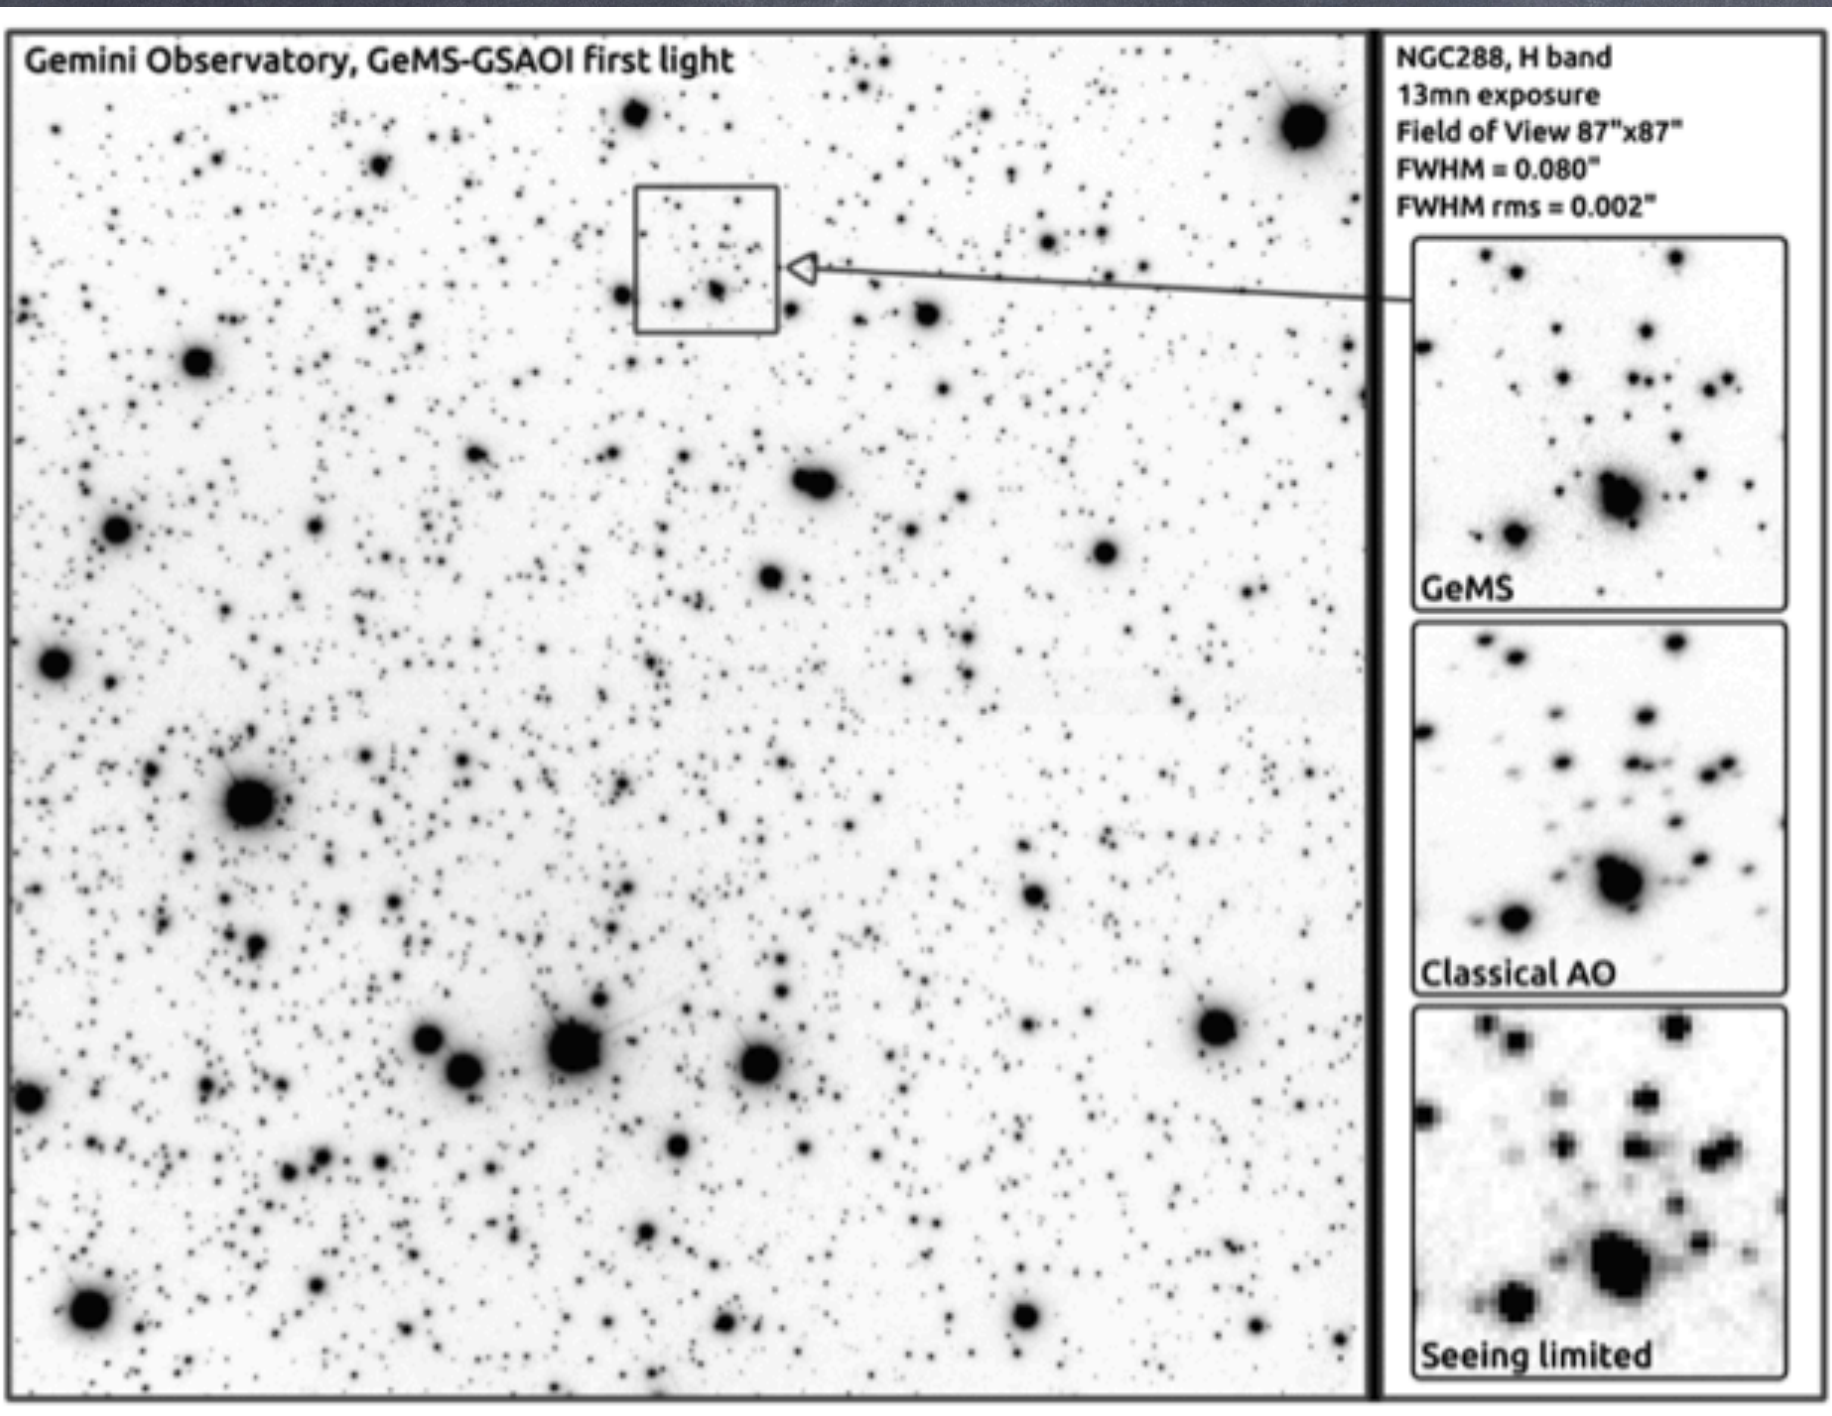 Gemini Observatory, GeMS-GSAOI first light
NGC288, H band
13mn exposure
Field of View 87"x87"
FWHM = 0.080"
FWHM rms = 0.002"
GeMS
Classical AO
Seeing limited